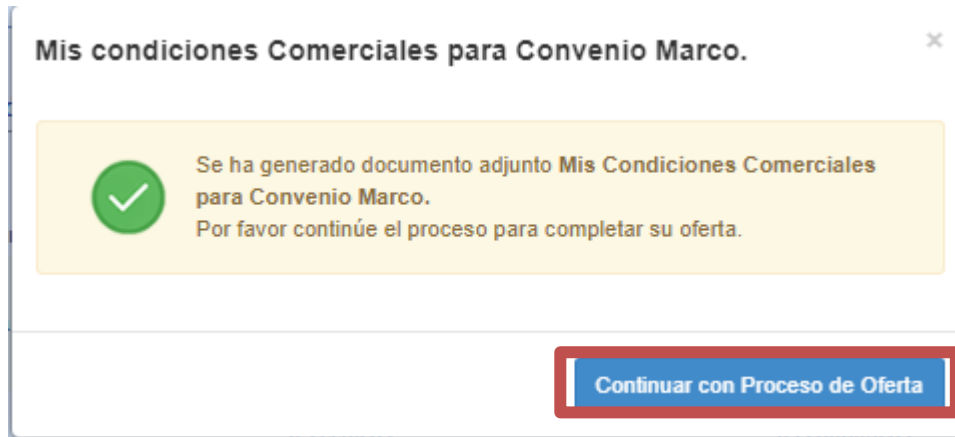 Mis condiciones Comerciales para Convenio Marco.
×
Se ha generado documento adjunto Mis Condiciones Comerciales
para Convenio Marco.
Por favor continúe el proceso para completar su oferta.
Continuar con Proceso de Oferta